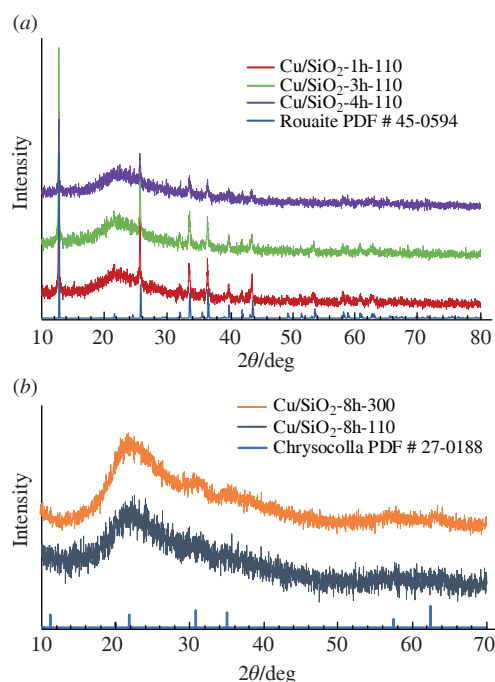 (a)
Cu/SiO₂-1h-110
Cu/SiO₂-3h-110
Cu/SiO₂-4h-110
Rouaite PDF # 45-0594
Intensity
10 20 30 40 50 60 70 80
2θ/deg
(b)
Cu/SiO₂-8h-300
Cu/SiO₂-8h-110
Chrysocolla PDF # 27-0188
Intensity
10 20 30 40 50 60 70
2θ/deg